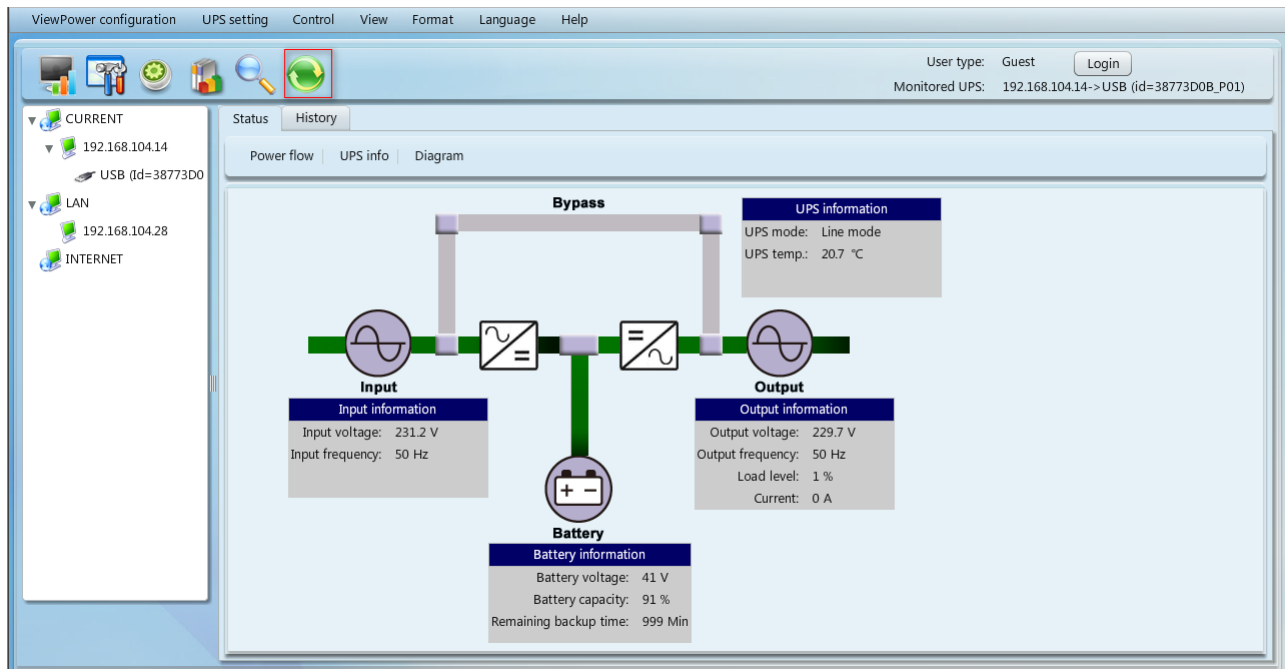 ViewPower configuration UPS setting Control View Format Language Help
User type: Guest Login
Monitored UPS: 192.168.104.14->USB (id=38773D0B_P01)
CURRENT
192.168.104.14
USB (Id=38773D0
LAN
192.168.104.28
INTERNET
Status History
Power flow UPS info Diagram
Bypass
UPS information
UPS mode: Line mode
UPS temp.: 20.7 ℃
Input
Input information
Input voltage: 231.2 V
Input frequency: 50 Hz
Output
Output information
Output voltage: 229.7 V
Output frequency: 50 Hz
Load level: 1 %
Current: 0 A
Battery
Battery information
Battery voltage: 41 V
Battery capacity: 91 %
Remaining backup time: 999 Min